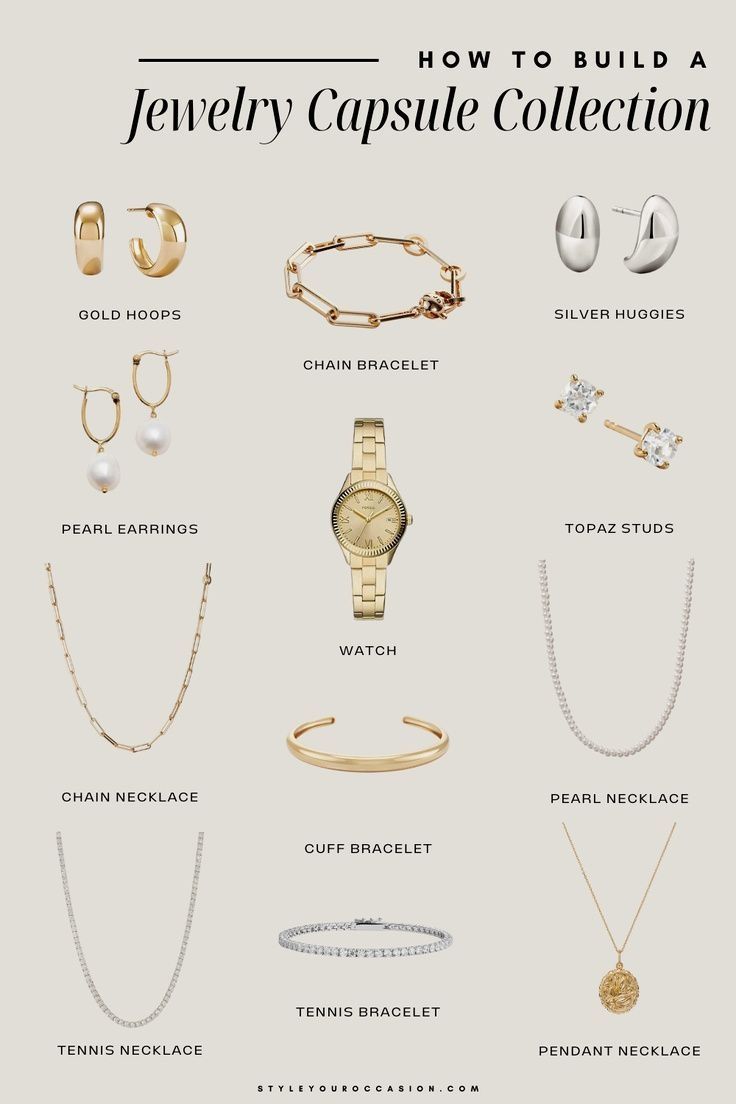 HOW TO BUILD A
Jewelry Capsule Collection
GOLD HOOPS
CHAIN BRACELET
SILVER HUGGIES
PEARL EARRINGS
WATCH
TOPAZ STUDS
CHAIN NECKLACE
CUFF BRACELET
PEARL NECKLACE
TENNIS NECKLACE
TENNIS BRACELET
PENDANT NECKLACE
STYLEYOUROCCASION.COM